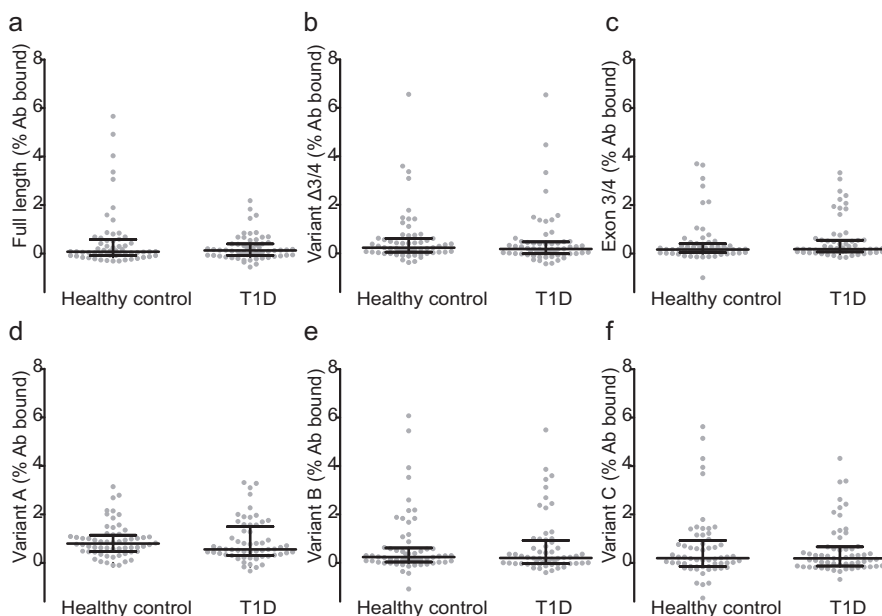 a
Full length (% Ab bound)
8
6
4
2
0
Healthy control
T1D
b
Variant Δ3/4 (% Ab bound)
8
6
4
2
0
Healthy control
T1D
c
Exon 3/4 (% Ab bound)
8
6
4
2
0
Healthy control
T1D
d
Variant A (% Ab bound)
8
6
4
2
0
Healthy control
T1D
e
Variant B (% Ab bound)
8
6
4
2
0
Healthy control
T1D
f
Variant C (% Ab bound)
8
6
4
2
0
Healthy control
T1D